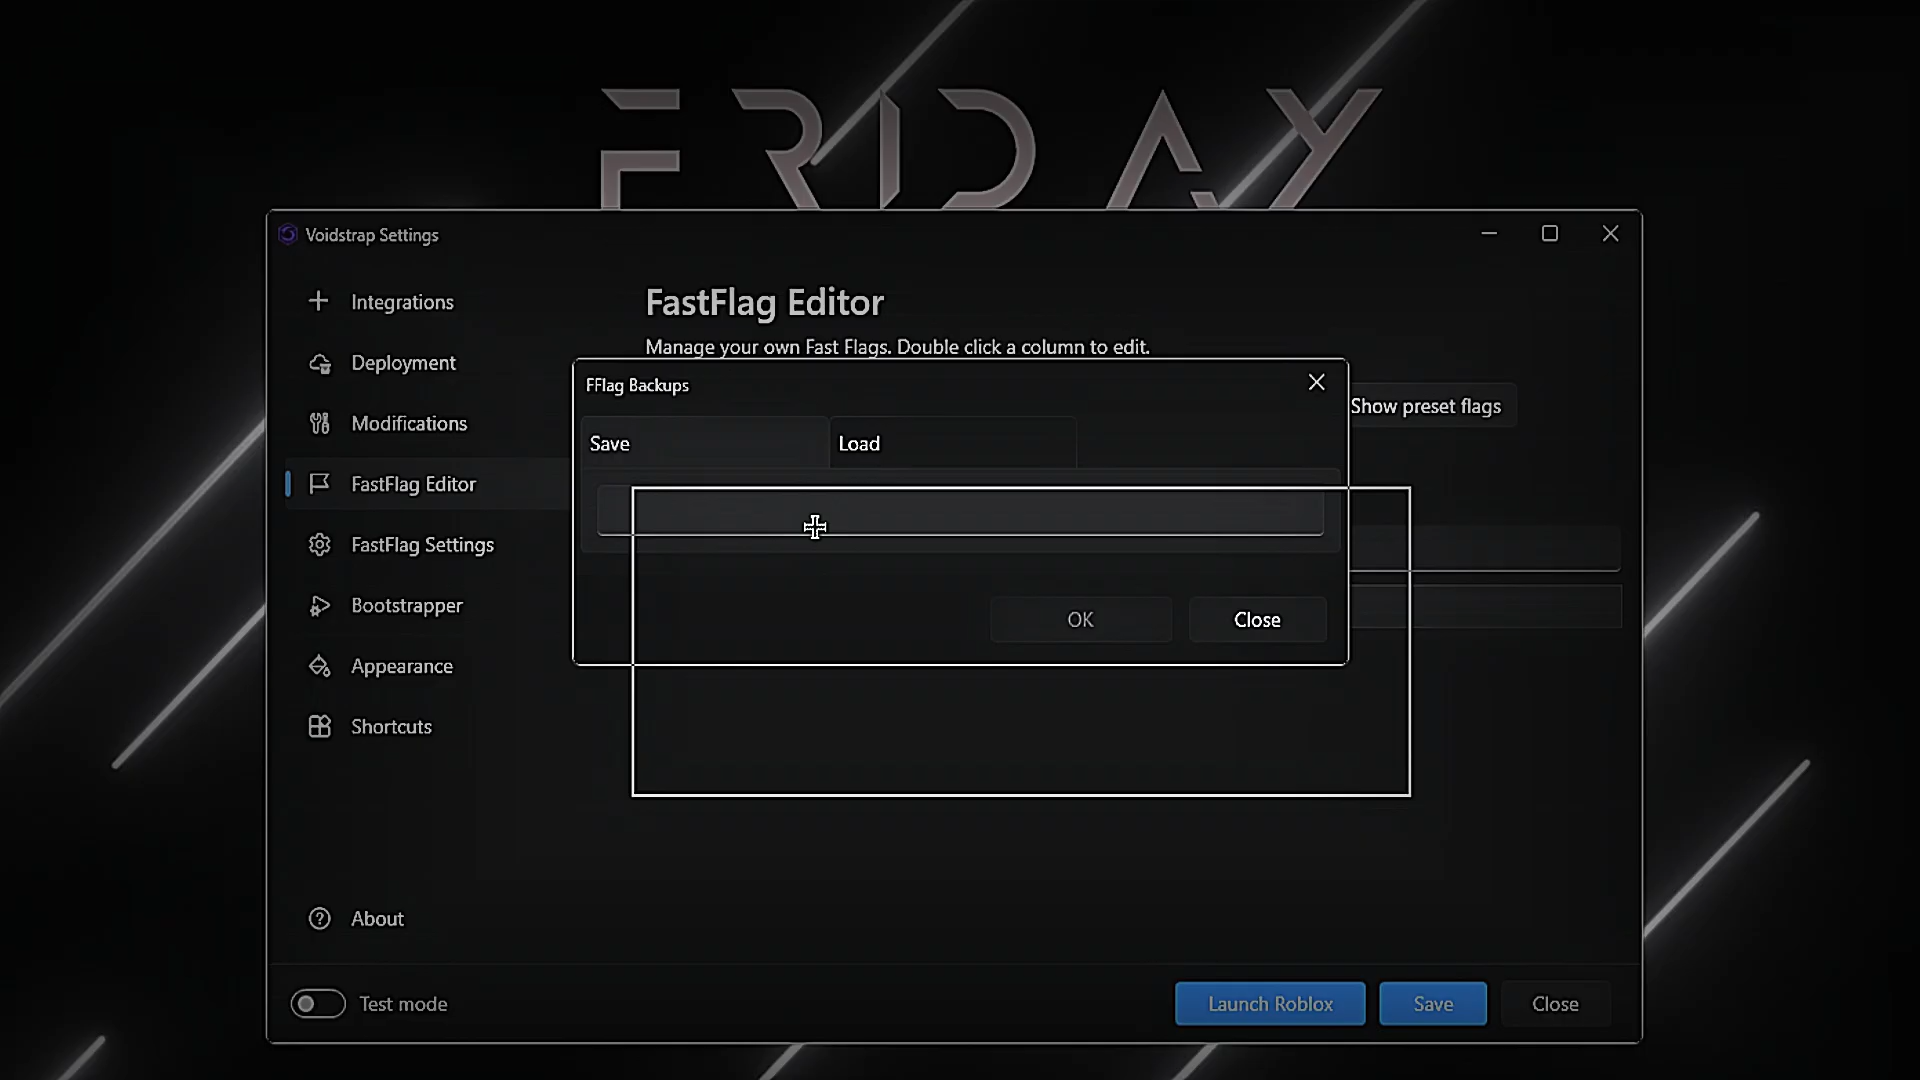 FRIDAY
Voidstrap Settings
Integrations
Deployment
Modifications
FastFlag Editor
FastFlag Settings
Bootstrapper
Appearance
Shortcuts
About
FastFlag Editor
Manage your own Fast Flags. Double click a column to edit.
Show preset flags
FFlag Backups
Save
Load
OK
Close
Test mode
Launch Roblox
Save
Close